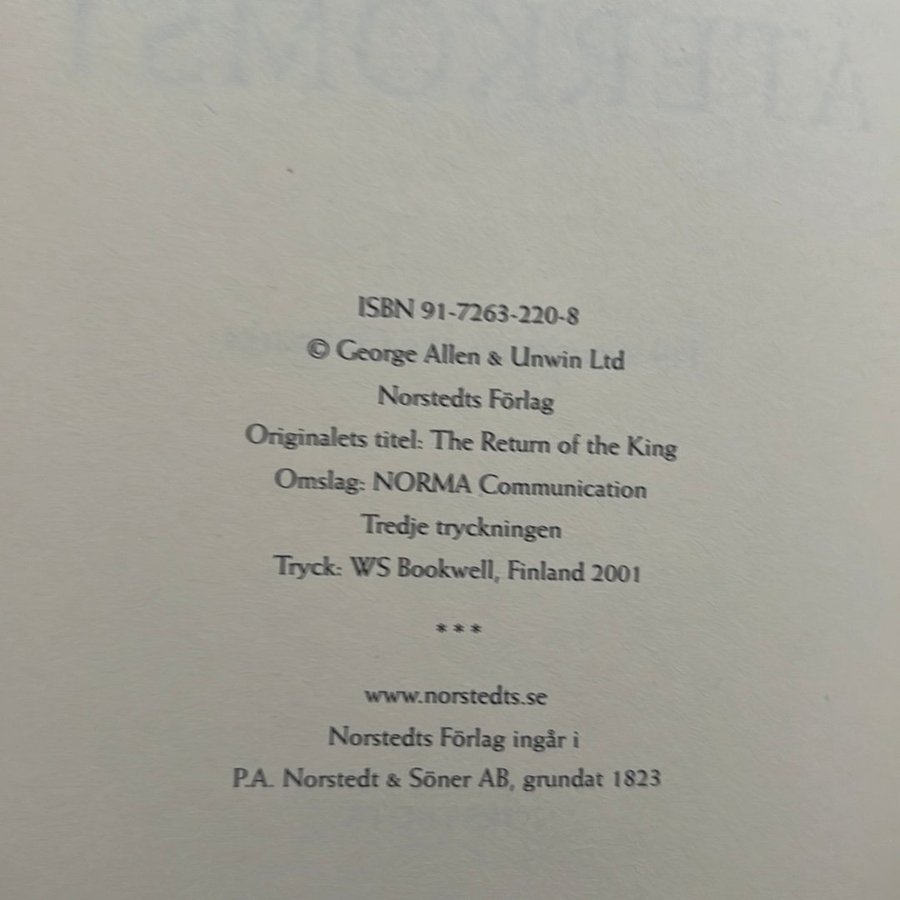 ISBN 91-7263-220-8
© George Allen & Unwin Ltd
Norstedts Förlag
Originalets titel: The Return of the King
Omslag: NORMA Communication
Tredje tryckningen
Tryck: WS Bookwell, Finland 2001
***
www.norstedts.se
Norstedts Förlag ingår i
P.A. Norstedt & Söner AB, grundat 1823